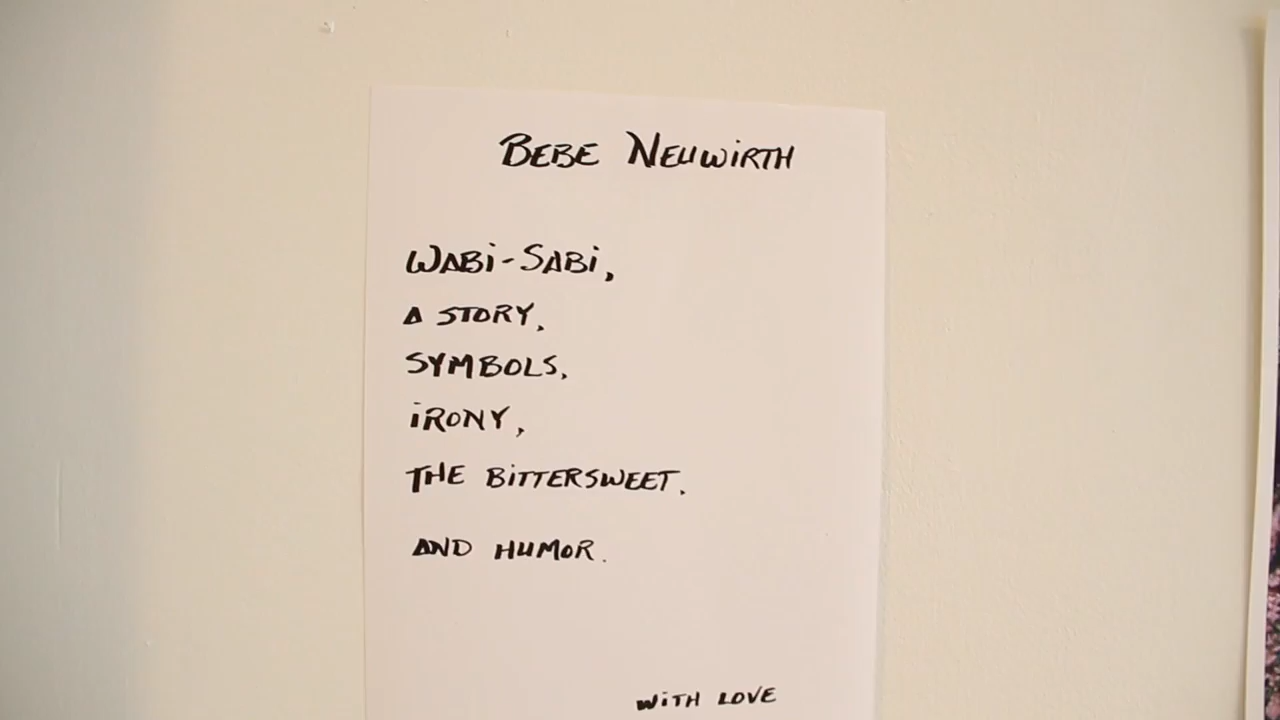 BEBE NEUWiRTH
WABi-SABi,
A STORY,
SYMBOLS,
iRONY,
THE BiTTERSWEET.
AND HUMOR.
WiTH LOVE